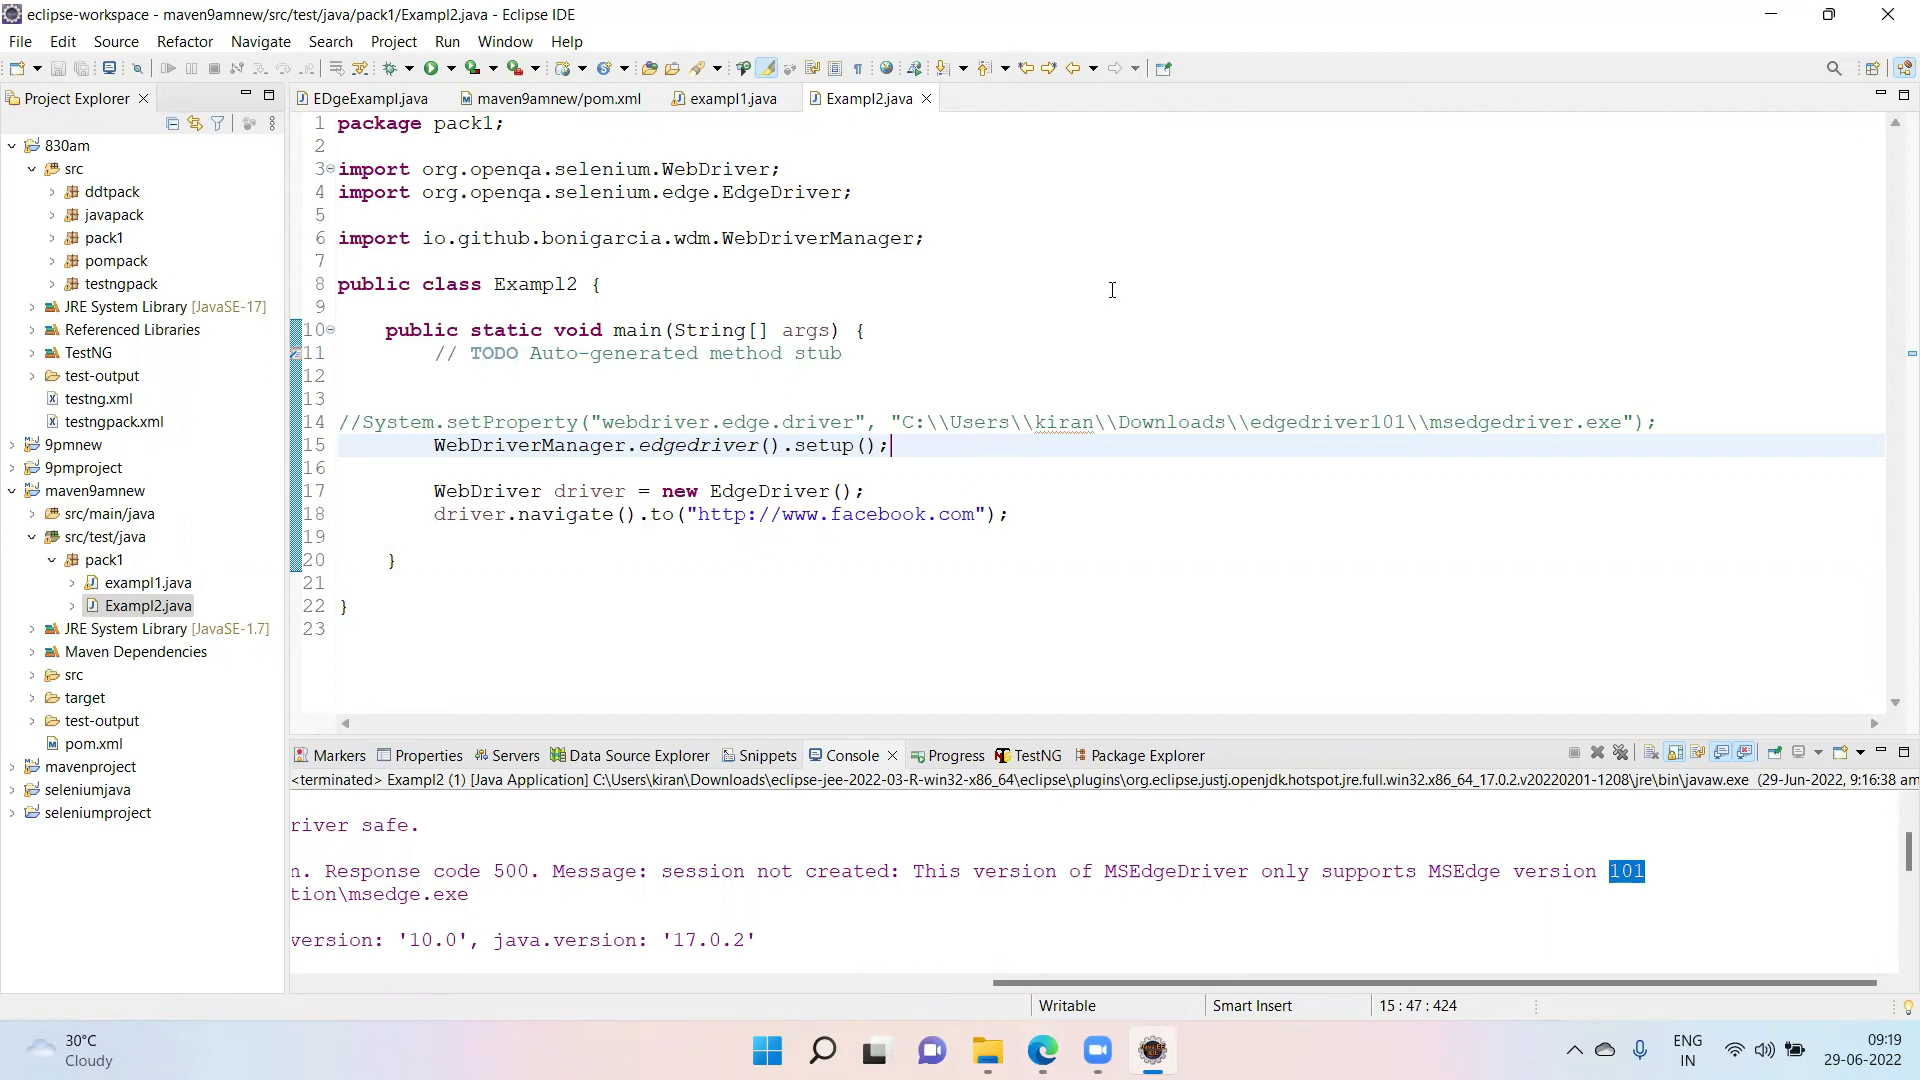 eclipse-workspace - maven9amnew/src/test/java/pack1/Exampl2.java - Eclipse IDE
File Edit Source Refactor Navigate Search Project Run Window Help
Project Explorer
EDgeExampl.java maven9amnew/pom.xml exampl1.java Exampl2.java
830am
src
ddtpack
javapack
pack1
pompack
testngpack
JRE System Library [JavaSE-17]
Referenced Libraries
TestNG
test-output
testng.xml
testngpack.xml
9pmnew
9pmproject
maven9amnew
src/main/java
src/test/java
pack1
exampl1.java
Exampl2.java
JRE System Library [JavaSE-1.7]
Maven Dependencies
src
target
test-output
pom.xml
mavenproject
seleniumjava
seleniumproject
1 package pack1;
2
3 import org.openqa.selenium.WebDriver;
4 import org.openqa.selenium.edge.EdgeDriver;
5
6 import io.github.bonigarcia.wdm.WebDriverManager;
7
8 public class Exampl2 {
9
10 public static void main(String[] args) {
11 // TODO Auto-generated method stub
12
13
14 //System.setProperty("webdriver.edge.driver", "C:\\Users\\kiran\\Downloads\\edgedriver101\\msedgedriver.exe");
15 WebDriverManager.edgedriver().setup();
16
17 WebDriver driver = new EdgeDriver();
18 driver.navigate().to("http://www.facebook.com");
19
20 }
21
22 }
23
Markers Properties Servers Data Source Explorer Snippets Console Progress TestNG Package Explorer
<terminated> Exampl2 (1) [Java Application] C:\Users\kiran\Downloads\eclipse-jee-2022-03-R-win32-x86_64\eclipse\plugins\org.eclipse.justj.openjdk.hotspot.jre.full.win32.x86_64_17.0.2.v20220201-1208\jre\bin\javaw.exe (29-Jun-2022, 9:16:38 am
river safe.
n. Response code 500. Message: session not created: This version of MSEdgeDriver only supports MSEdge version 101
tion\msedge.exe
version: '10.0', java.version: '17.0.2'
Writable Smart Insert 15 : 47 : 424
30°C
Cloudy
ENG
IN
09:19
29-06-2022